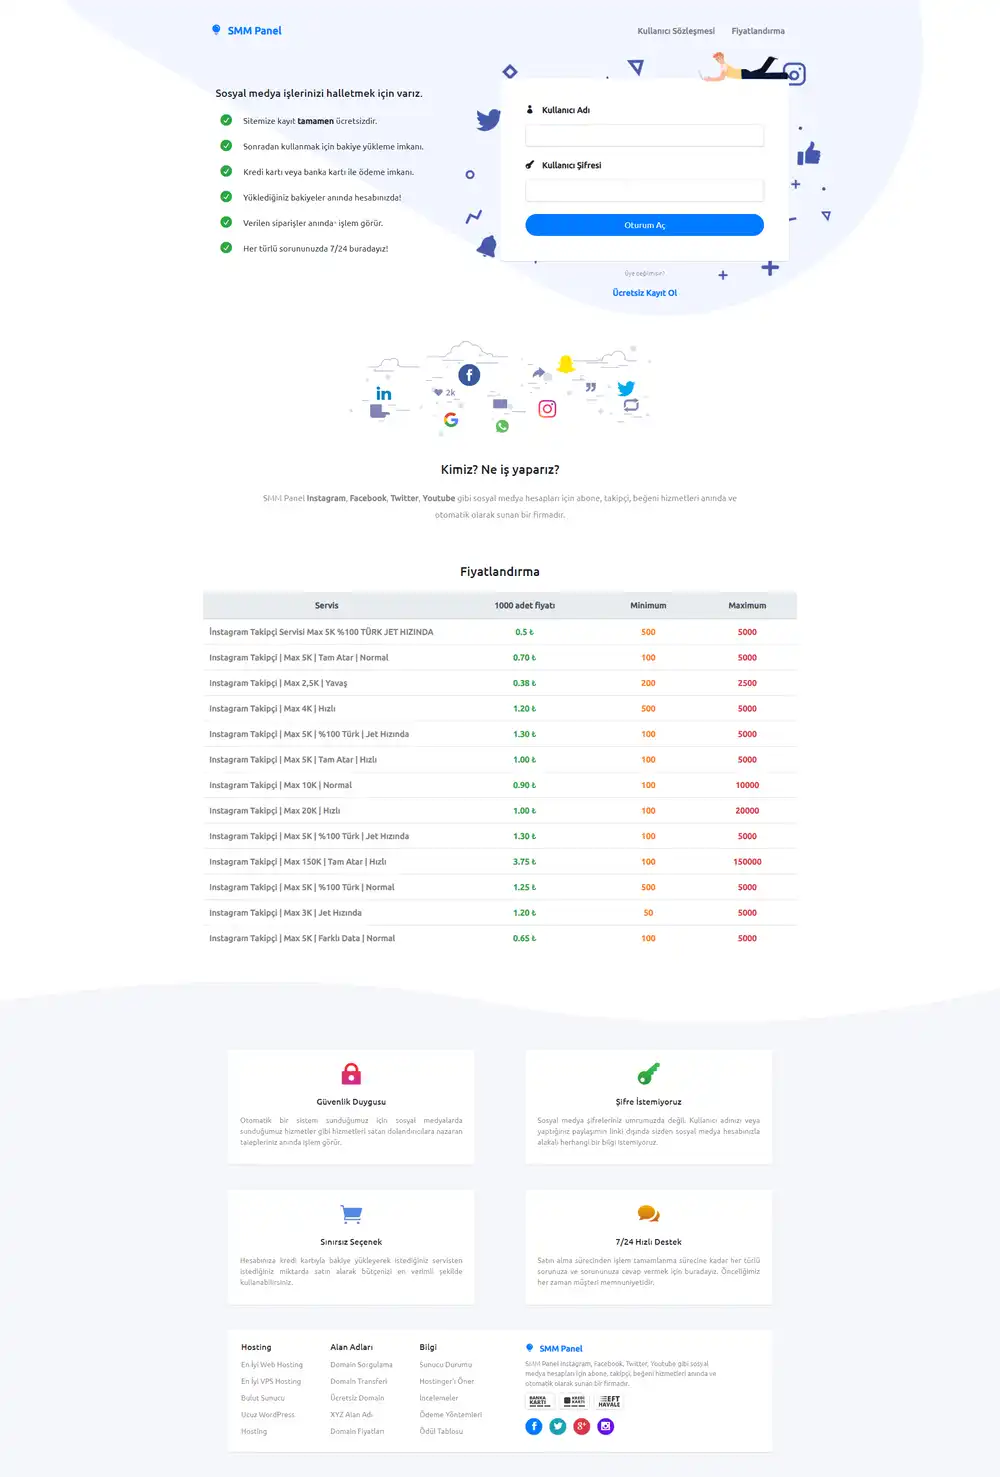 SMM Panel
Kullanıcı Sözleşmesi
Fiyatlandırma
Sosyal medya işlerinizi halletmek için varız.
Sitemize kayıt tamamen ücretsizdir.
Sonradan kullanmak için bakiye yükleme imkanı.
Kredi kartı veya banka kartı ile ödeme imkanı.
Yüklediğiniz bakiyeler anında hesabınızda!
Verilen siparişler anında* işlem görür.
Her türlü sorununuzda 7/24 buradayız!
Kullanıcı Adı
Kullanıcı Şifresi
Oturum Aç
Üye değilmisin?
Ücretsiz Kayıt Ol
2k
Kimiz? Ne iş yaparız?
SMM Panel Instagram, Facebook, Twitter, Youtube gibi sosyal medya hesapları için abone, takipçi, beğeni hizmetleri anında ve
otomatik olarak sunan bir firmadır.
Fiyatlandırma
Servis 1000 adet fiyatı Minimum Maximum
İnstagram Takipçi Servisi Max 5K %100 TÜRK JET HIZINDA 0.5 ₺ 500 5000
Instagram Takipçi | Max 5K | Tam Atar | Normal 0.70 ₺ 100 5000
Instagram Takipçi | Max 2,5K | Yavaş 0.38 ₺ 200 2500
Instagram Takipçi | Max 4K | Hızlı 1.20 ₺ 500 5000
Instagram Takipçi | Max 5K | %100 Türk | Jet Hızında 1.30 ₺ 100 5000
Instagram Takipçi | Max 5K | Tam Atar | Hızlı 1.00 ₺ 100 5000
Instagram Takipçi | Max 10K | Normal 0.90 ₺ 100 10000
Instagram Takipçi | Max 20K | Hızlı 1.00 ₺ 100 20000
Instagram Takipçi | Max 5K | %100 Türk | Jet Hızında 1.30 ₺ 100 5000
Instagram Takipçi | Max 150K | Tam Atar | Hızlı 3.75 ₺ 100 150000
Instagram Takipçi | Max 5K | %100 Türk | Normal 1.25 ₺ 500 5000
Instagram Takipçi | Max 3K | Jet Hızında 1.20 ₺ 50 5000
Instagram Takipçi | Max 5K | Farklı Data | Normal 0.65 ₺ 100 5000
Güvenlik Duygusu
Otomatik bir sistem sunduğumuz için sosyal medyalarda
sunduğumuz hizmetler gibi hizmetleri satan dolandırıcılara nazaran
talepleriniz anında işlem görür.
Şifre İstemiyoruz
Sosyal medya şifreleriniz umrumuzda değil. Kullanıcı adınızı veya
yaptığınız paylaşımın linki dışında sizden sosyal medya hesabınızla
alakalı herhangi bir bilgi istemiyoruz.
Sınırsız Seçenek
Hesabınıza kredi kartıyla bakiye yükleyerek istediğiniz servisten
istediğiniz miktarda satın alarak bütçenizi en verimli şekilde
kullanabilirsiniz.
7/24 Hızlı Destek
Satın alma sürecinden işlem tamamlanma sürecine kadar her türlü
sorunuza ve sorununuza cevap vermek için buradayız. Önceliğimiz
her zaman müşteri memnuniyetidir.
Hosting
En İyi Web Hosting
En İyi VPS Hosting
Bulut Sunucu
Ucuz WordPress
Hosting
Alan Adları
Domain Sorgulama
Domain Transferi
Ücretsiz Domain
XYZ Alan Adı
Domain Fiyatları
Bilgi
Sunucu Durumu
Hostinger'ı Öner
İncelemeler
Ödeme Yöntemleri
Ödül Tablosu
SMM Panel
SMM Panel Instagram, Facebook, Twitter, Youtube gibi sosyal
medya hesapları için abone, takipçi, beğeni hizmetleri anında ve
otomatik olarak sunan bir firmadır.
BANKA
KARTI
KREDİ
KARTI
EFT
HAVALE